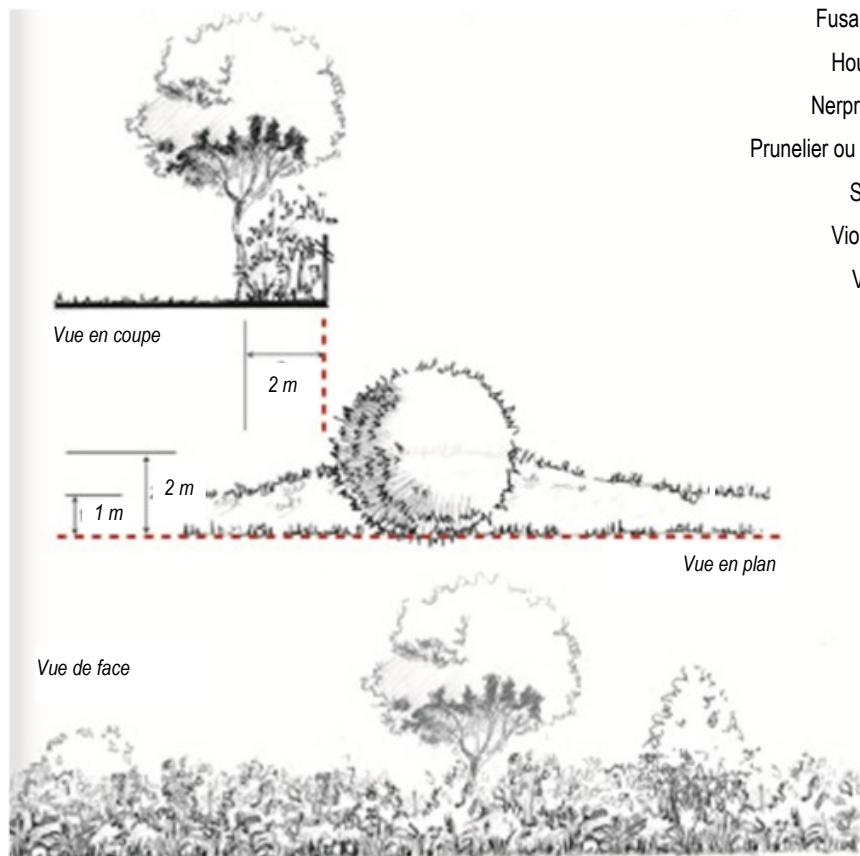 Fusa
Hou
Nerpr
Prunelier ou
S
Vio
V
Vue en coupe
2 m
2 m
1 m
Vue en plan
Vue de face